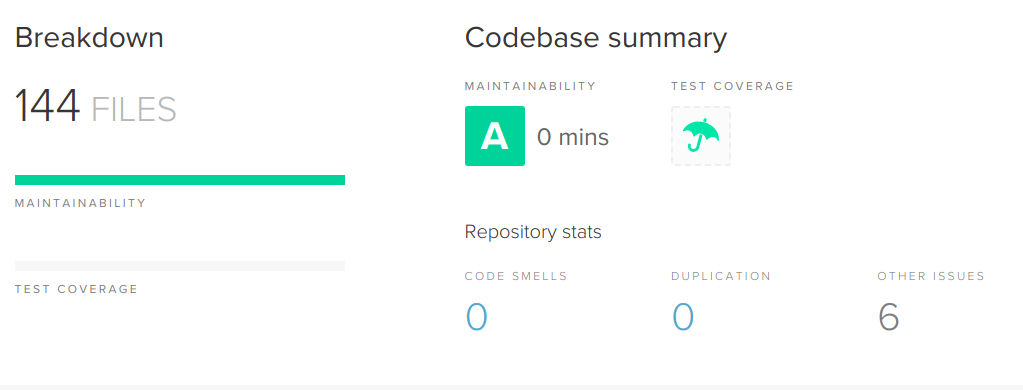 Breakdown
144 FILES
MAINTAINABILITY
TEST COVERAGE
Codebase summary
MAINTAINABILITY
A 0 mins
TEST COVERAGE
Repository stats
CODE SMELLS
0
DUPLICATION
0
OTHER ISSUES
6